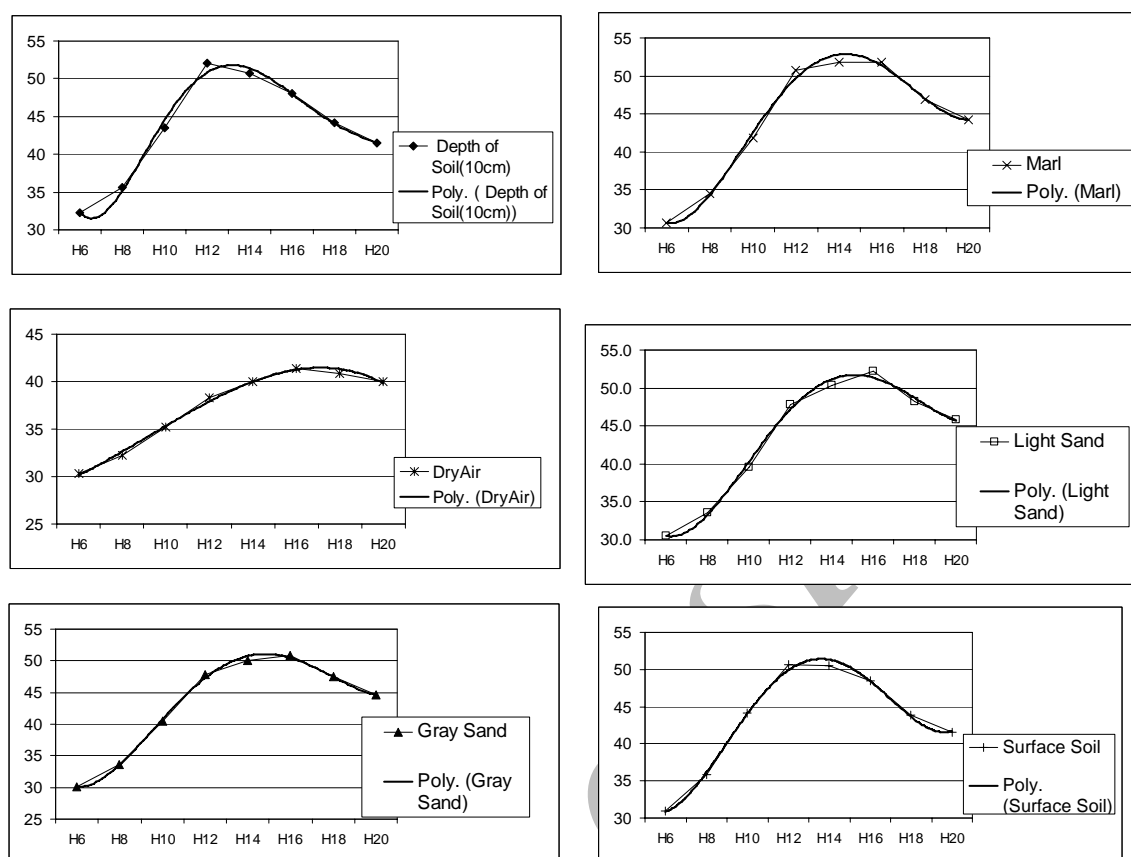 55
50
45
40
35
30
H6 H8 H10 H12 H14 H16 H18 H20
Depth of
Soil(10cm)
Poly. ( Depth of
Soil(10cm))
55
50
45
40
35
30
H6 H8 H10 H12 H14 H16 H18 H20
Marl
Poly. (Marl)
45
40
35
30
25
H6 H8 H10 H12 H14 H16 H18 H20
DryAir
Poly. (DryAir)
55.0
50.0
45.0
40.0
35.0
30.0
H6 H8 H10 H12 H14 H16 H18 H20
Light Sand
Poly. (Light
Sand)
55
50
45
40
35
30
25
H6 H8 H10 H12 H14 H16 H18 H20
Gray Sand
Poly. (Gray
Sand)
55
50
45
40
35
30
H6 H8 H10 H12 H14 H16 H18 H20
Surface Soil
Poly.
(Surface Soil)